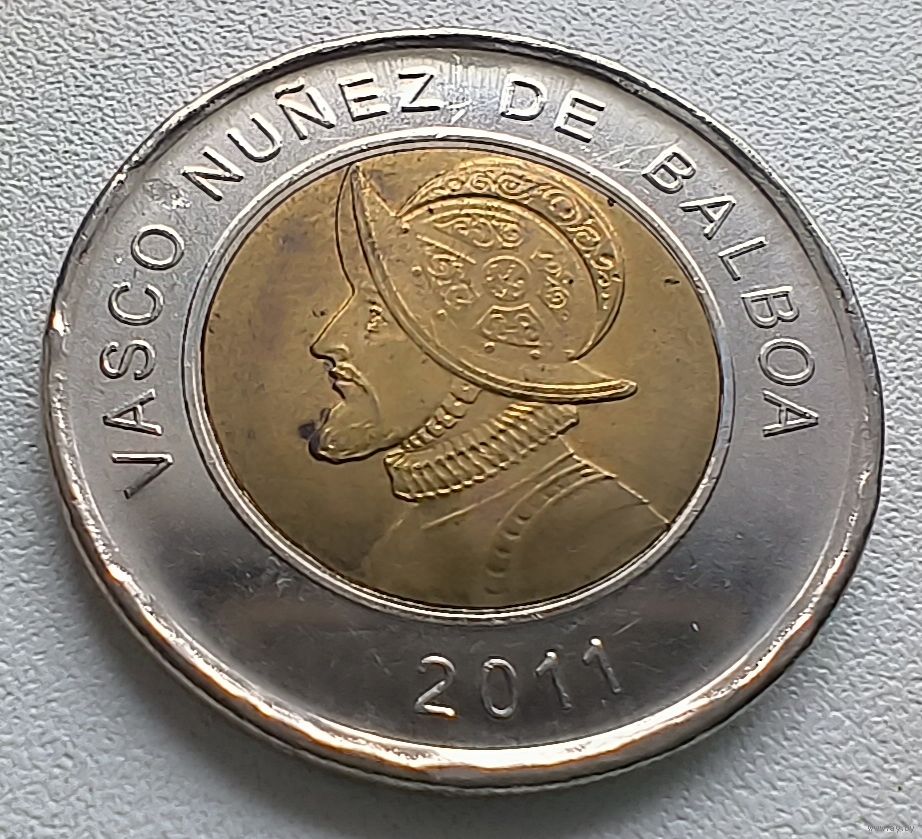 VASCO NUÑEZ DE BALBOA
2011